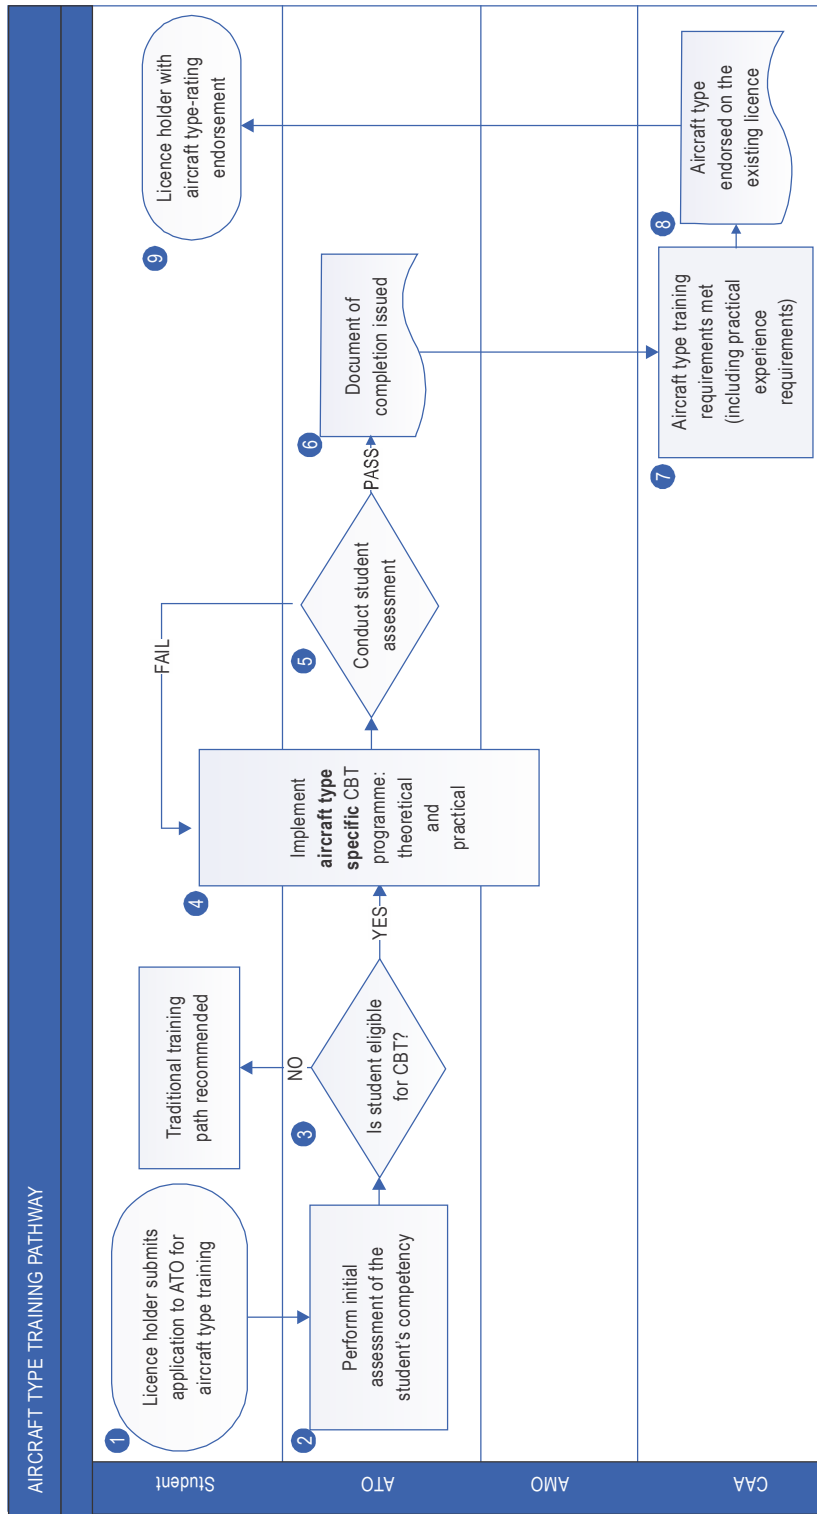 AIRCRAFT TYPE TRAINING PATHWAY
Student
ATO
AMO
CAA
1
Licence holder submits
application to ATO for
aircraft type training
2
Perform initial
assessment of the
student's competency
3
Is student eligible
for CBT?
NO
Traditional training
path recommended
YES
4
Implement
aircraft type
specific CBT
programme:
theoretical
and
practical
5
Conduct student
assessment
FAIL
PASS
6
Document of
completion issued
7
Aircraft type training
requirements met
(including practical
experience
requirements)
8
Aircraft type
endorsed on the
existing licence
9
Licence holder with
aircraft type-rating
endorsement